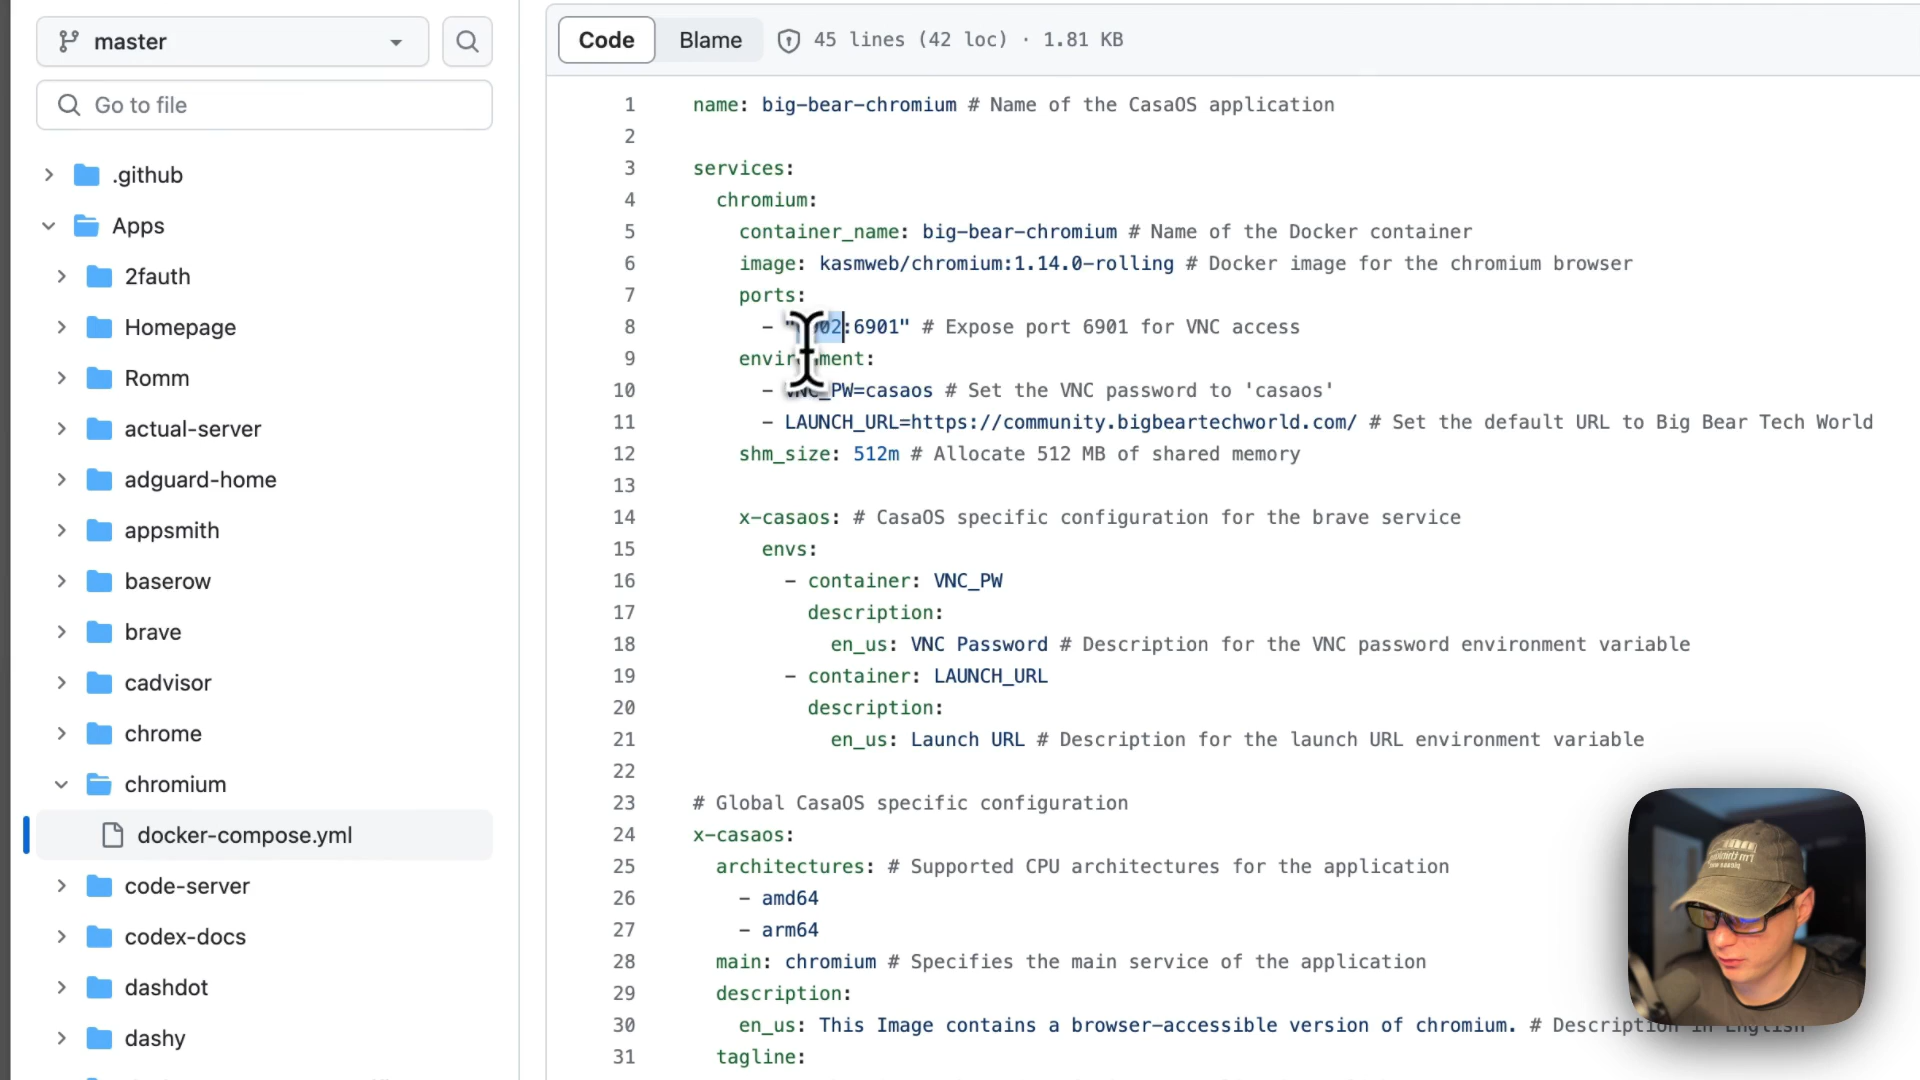 master
Go to file
.github
Apps
2fauth
Homepage
Romm
actual-server
adguard-home
appsmith
baserow
brave
cadvisor
chrome
chromium
docker-compose.yml
code-server
codex-docs
dashdot
dashy
Code Blame 45 lines (42 loc) · 1.81 KB
1 name: big-bear-chromium # Name of the CasaOS application
2
3 services:
4 chromium:
5 container_name: big-bear-chromium # Name of the Docker container
6 image: kasmweb/chromium:1.14.0-rolling # Docker image for the chromium browser
7 ports:
8 - " 02:6901" # Expose port 6901 for VNC access
9 environment:
10 - VNC_PW=casaos # Set the VNC password to 'casaos'
11 - LAUNCH_URL=https://community.bigbeartechworld.com/ # Set the default URL to Big Bear Tech World
12 shm_size: 512m # Allocate 512 MB of shared memory
13
14 x-casaos: # CasaOS specific configuration for the brave service
15 envs:
16 - container: VNC_PW
17 description:
18 en_us: VNC Password # Description for the VNC password environment variable
19 - container: LAUNCH_URL
20 description:
21 en_us: Launch URL # Description for the launch URL environment variable
22
23 # Global CasaOS specific configuration
24 x-casaos:
25 architectures: # Supported CPU architectures for the application
26 - amd64
27 - arm64
28 main: chromium # Specifies the main service of the application
29 description:
30 en_us: This Image contains a browser-accessible version of chromium. # Description in English
31 tagline: